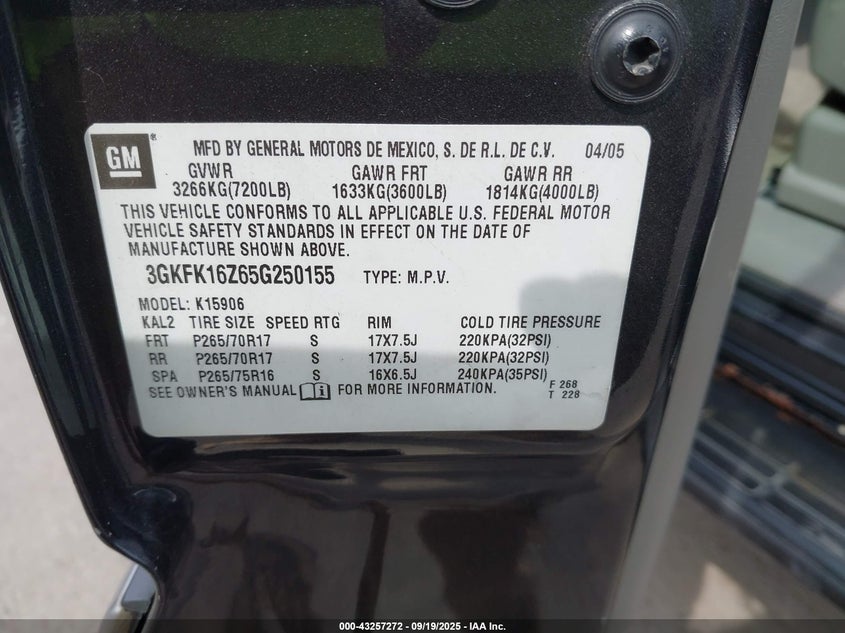 GM
®
MFD BY GENERAL MOTORS DE MEXICO, S. DE R.L. DE C.V. 04/05
GVWR GAWR FRT GAWR RR
3266KG(7200LB) 1633KG(3600LB) 1814KG(4000LB)
THIS VEHICLE CONFORMS TO ALL APPLICABLE U.S. FEDERAL MOTOR
VEHICLE SAFETY STANDARDS IN EFFECT ON THE DATE OF
MANUFACTURE SHOWN ABOVE.
3GKFK16Z65G250155 TYPE: M.P.V.
MODEL: K15906
KAL2 TIRE SIZE SPEED RTG RIM COLD TIRE PRESSURE
FRT P265/70R17 S 17X7.5J 220KPA(32PSI)
RR P265/70R17 S 17X7.5J 220KPA(32PSI)
SPA P265/75R16 S 16X6.5J 240KPA(35PSI)
SEE OWNER'S MANUAL FOR MORE INFORMATION.
F 268
T 228
000-43257272 - 09/19/2025 - IAA Inc.